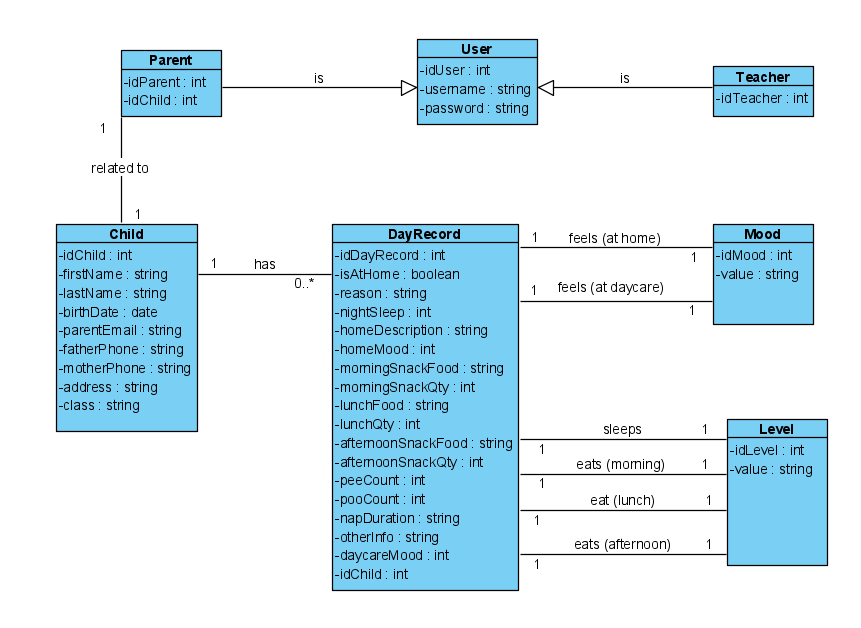 Parent
-idParent : int
-idChild : int
is
User
-idUser : int
-username : string
-password : string
is
Teacher
-idTeacher : int
1
related to
1
Child
-idChild : int
-firstName : string
-lastName : string
-birthDate : date
-parentEmail : string
-fatherPhone : string
-motherPhone : string
-address : string
-class : string
1
has
0..*
DayRecord
-idDayRecord : int
-isAtHome : boolean
-reason : string
-nightSleep : int
-homeDescription : string
-homeMood : int
-morningSnackFood : string
-morningSnackQty : int
-lunchFood : string
-lunchQty : int
-afternoonSnackFood : string
-afternoonSnackQty : int
-peeCount : int
-pooCount : int
-napDuration : string
-otherInfo : string
-daycareMood : int
-idChild : int
1
feels (at home)
1
1
feels (at daycare)
1
Mood
-idMood : int
-value : string
sleeps
1
1
eats (morning)
1
1
eat (lunch)
1
1
eats (afternoon)
1
1
Level
-idLevel : int
-value : string